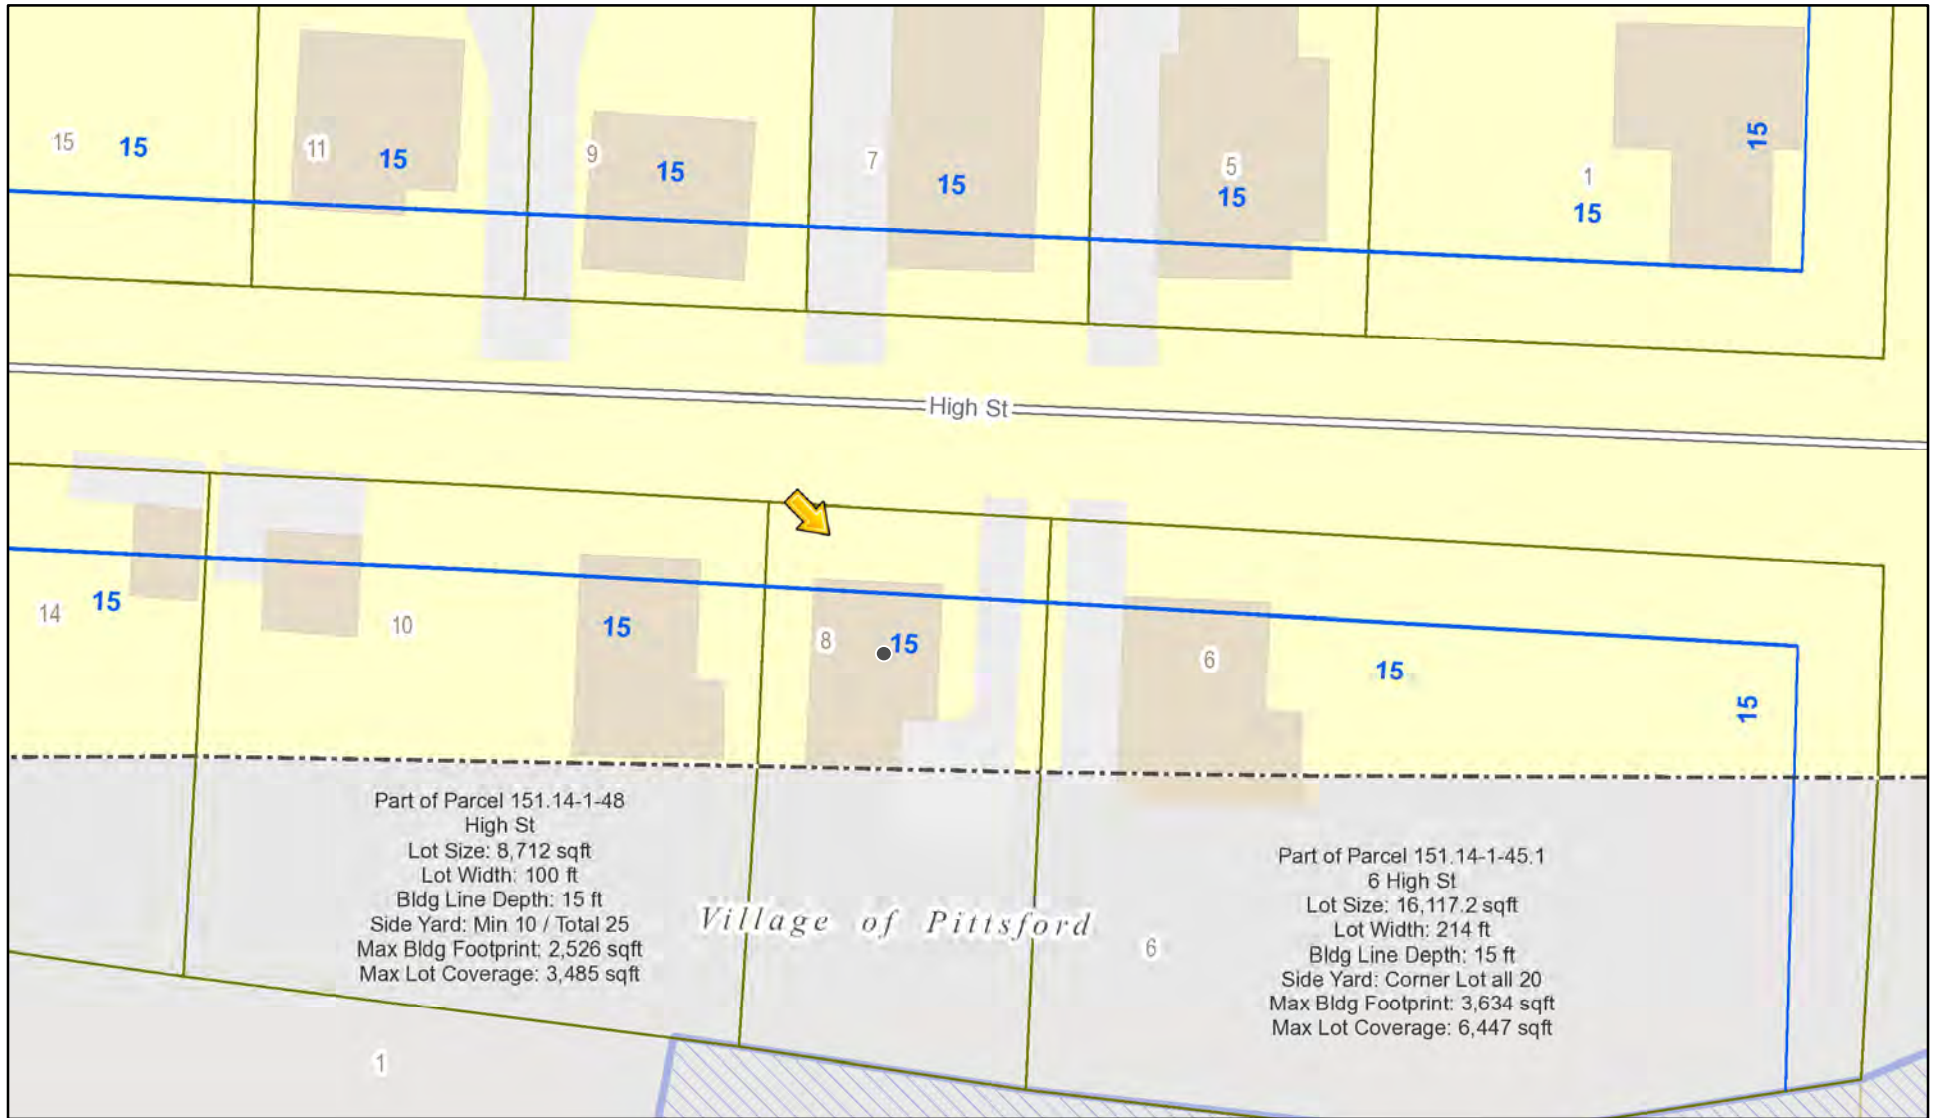 15
15
11
15
9
15
7
15
5
15
1
15
15
High St
14
15
10
15
8
15
6
15
15
Part of Parcel 151.14-1-48
High St
Lot Size: 8,712 sqft
Lot Width: 100 ft
Bldg Line Depth: 15 ft
Side Yard: Min 10 / Total 25
Max Bldg Footprint: 2,526 sqft
Max Lot Coverage: 3,485 sqft
Village of Pittsford
6
Part of Parcel 151.14-1-45.1
6 High St
Lot Size: 16,117.2 sqft
Lot Width: 214 ft
Bldg Line Depth: 15 ft
Side Yard: Corner Lot all 20
Max Bldg Footprint: 3,634 sqft
Max Lot Coverage: 6,447 sqft
1